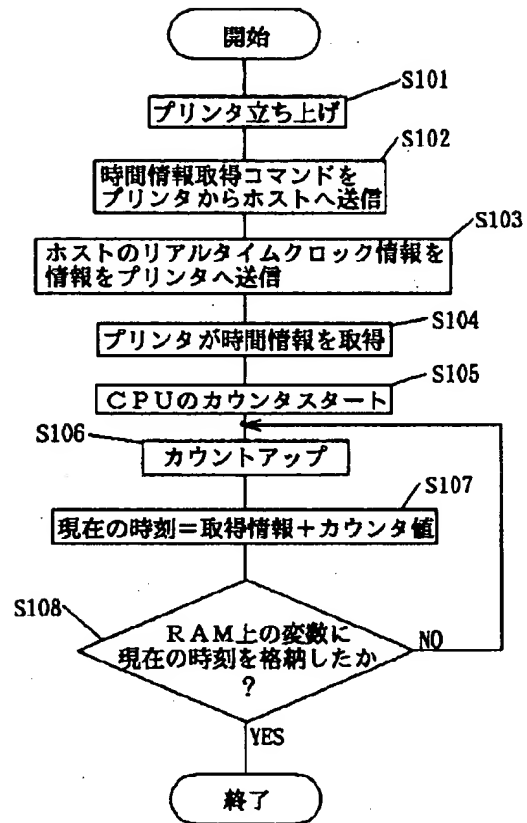 開始
S101
プリンタ立ち上げ
S102
時間情報取得コマンドを
プリンタからホストへ送信
S103
ホストのリアルタイムクロック情報を
情報をプリンタへ送信
S104
プリンタが時間情報を取得
S105
CPUのカウンタスタート
S106
カウントアップ
S107
現在の時刻=取得情報+カウンタ値
S108
RAM上の変数に
現在の時刻を格納したか
?
NO
YES
終了